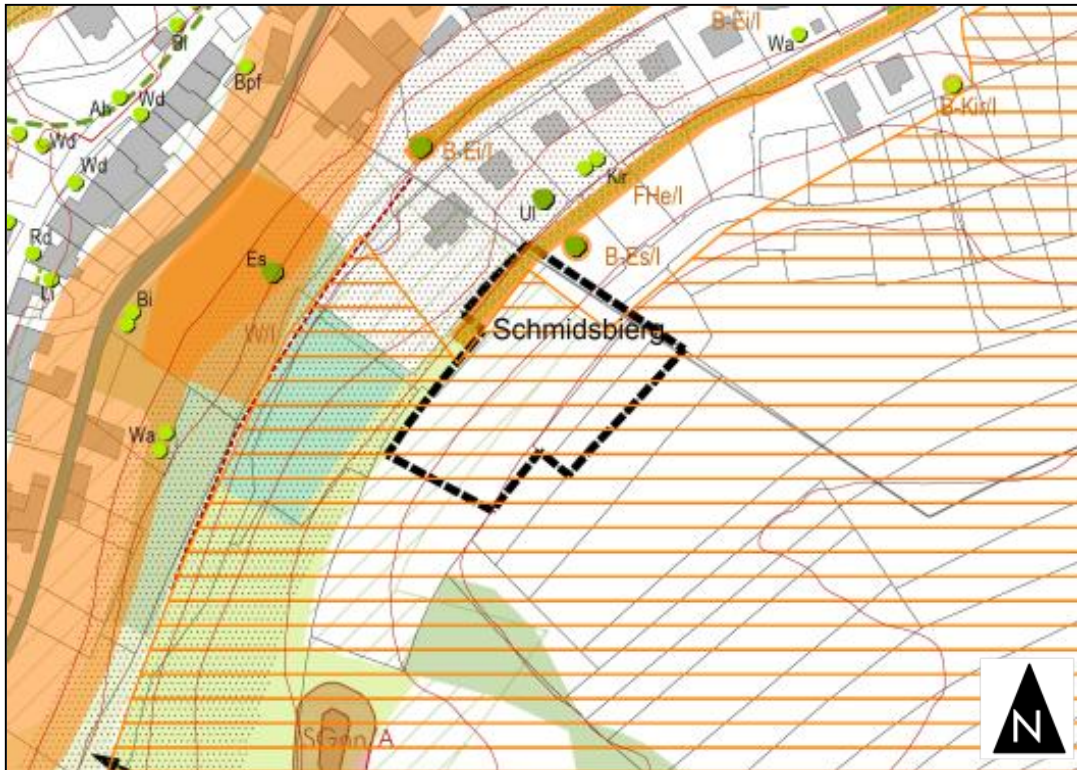 Bl
B-Ei/I
Wa
Bpf
Ah
Wd
Wd
B-Kir/I
Wd
B-Ei/I
Kir
Ul
FHe/I
Rd
Es
B-Es/I
Li
Bi
W/I
Schmidsbierg
Wa
N